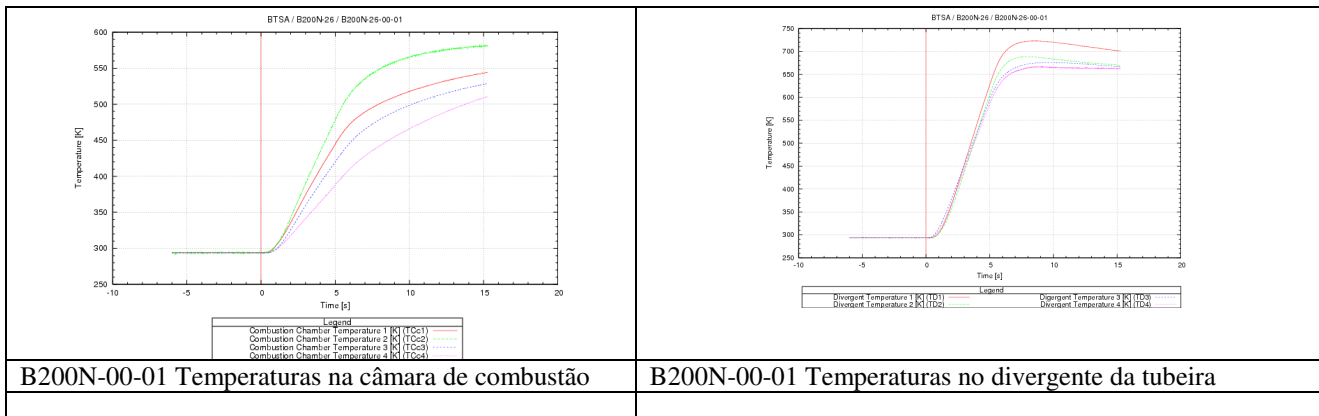 BTSA / B200N-26 / B200N-26-00-01
600
550
500
450
400
350
300
250
Temperature [K]
-10
-5
0
5
10
15
20
Time [s]
Legend
Combustion Chamber Temperature 1 [K] (TCc1)
Combustion Chamber Temperature 2 [K] (TCc2)
Combustion Chamber Temperature 3 [K] (TCc3)
Combustion Chamber Temperature 4 [K] (TCc4)
BTSA / B200N-26 / B200N-26-00-01
750
700
650
600
550
500
450
400
350
300
250
Temperature [K]
-10
-5
0
5
10
15
20
Time [s]
Legend
Divergent Temperature 1 [K] (TD1)
Digergent Temperature 3 [K] (TD3)
Divergent Temperature 2 [K] (TD2)
Divergent Temperature 4 [K] (TD4)
B200N-00-01 Temperaturas na câmara de combustão
B200N-00-01 Temperaturas no divergente da tubeira